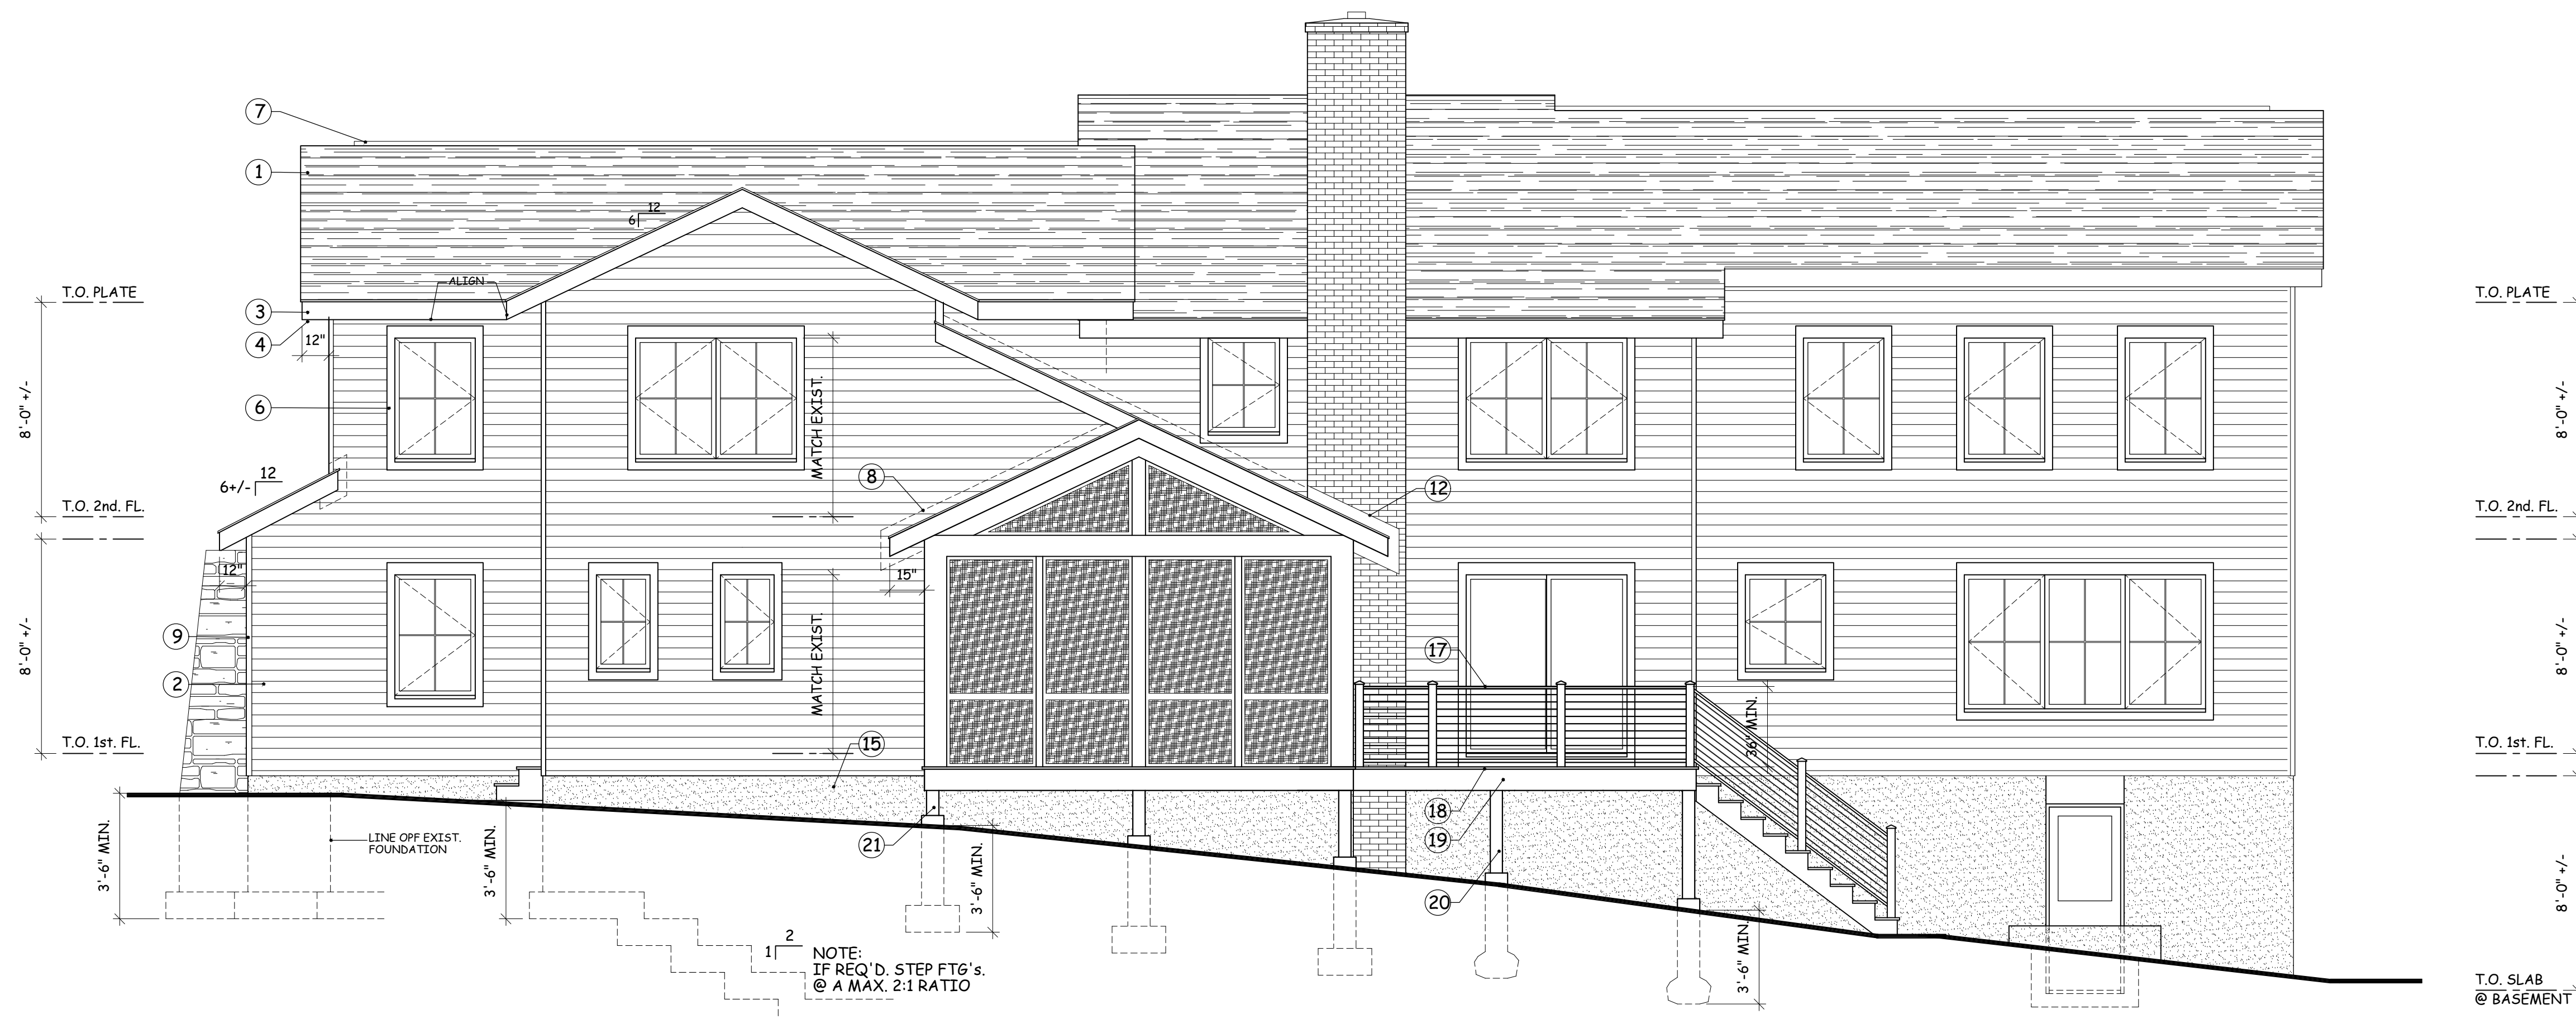 7
1
12
6
ALIGN
T.O. PLATE
T.O. PLATE
3
4
12"
6
8'-0" +/-
8'-0" +/-
MATCH EXIST.
12
6+/-
8
12
T.O. 2nd. FL.
T.O. 2nd. FL.
12"
15"
9
2
8'-0" +/-
8'-0" +/-
MATCH EXIST.
17
36" MIN.
T.O. 1st. FL.
T.O. 1st. FL.
15
18
19
21
20
LINE OPF EXIST.
FOUNDATION
3'-6" MIN.
3'-6" MIN.
3'-6" MIN.
3'-6" MIN.
8'-0" +/-
2
1
NOTE:
IF REQ'D. STEP FTG's.
@ A MAX. 2:1 RATIO
T.O. SLAB
@ BASEMENT